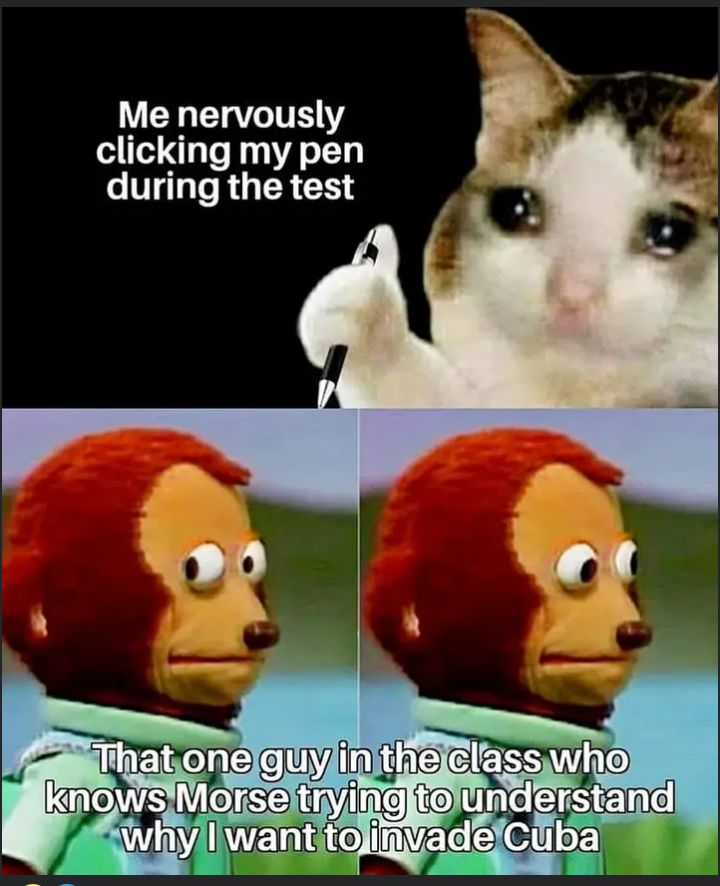 Me nervously
clicking my pen
during the test
That one guy in the class who
knows Morse trying to understand
why I want to invade Cuba